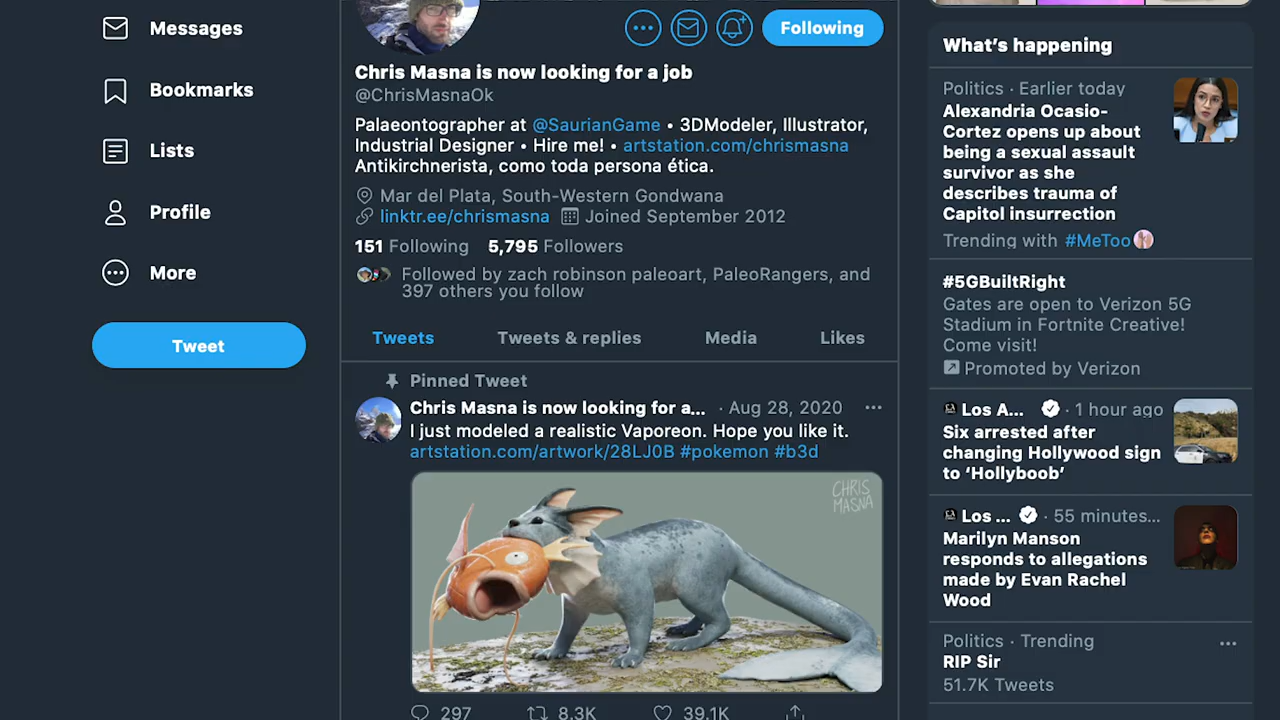 Messages
Bookmarks
Lists
Profile
More
Tweet
Following
Chris Masna is now looking for a job
@ChrisMasnaOk
Palaeontographer at @SaurianGame • 3DModeler, Illustrator,
Industrial Designer • Hire me! • artstation.com/chrismasna
Antikirchnerista, como toda persona ética.
Mar del Plata, South-Western Gondwana
linktr.ee/chrismasna Joined September 2012
151 Following 5,795 Followers
Followed by zach robinson paleoart, PaleoRangers, and
397 others you follow
Tweets Tweets & replies Media Likes
Pinned Tweet
Chris Masna is now looking for a... · Aug 28, 2020
I just modeled a realistic Vaporeon. Hope you like it.
artstation.com/artwork/28LJ0B #pokemon #b3d
CHRIS
MASNA
297 8.3K 39.1K
What's happening
Politics · Earlier today
Alexandria Ocasio-
Cortez opens up about
being a sexual assault
survivor as she
describes trauma of
Capitol insurrection
Trending with #MeToo
#5GBuiltRight
Gates are open to Verizon 5G
Stadium in Fortnite Creative!
Come visit!
Promoted by Verizon
Los A... · 1 hour ago
Six arrested after
changing Hollywood sign
to ‘Hollyboob’
Los ... · 55 minutes...
Marilyn Manson
responds to allegations
made by Evan Rachel
Wood
Politics · Trending
RIP Sir
51.7K Tweets